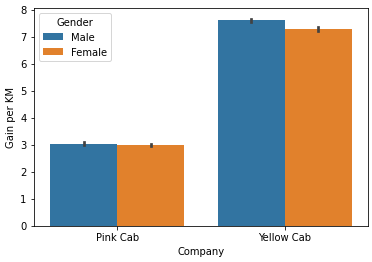 Gender
Male
Female
8
7
6
5
4
3
2
1
0
Gain per KM
Pink Cab
Yellow Cab
Company